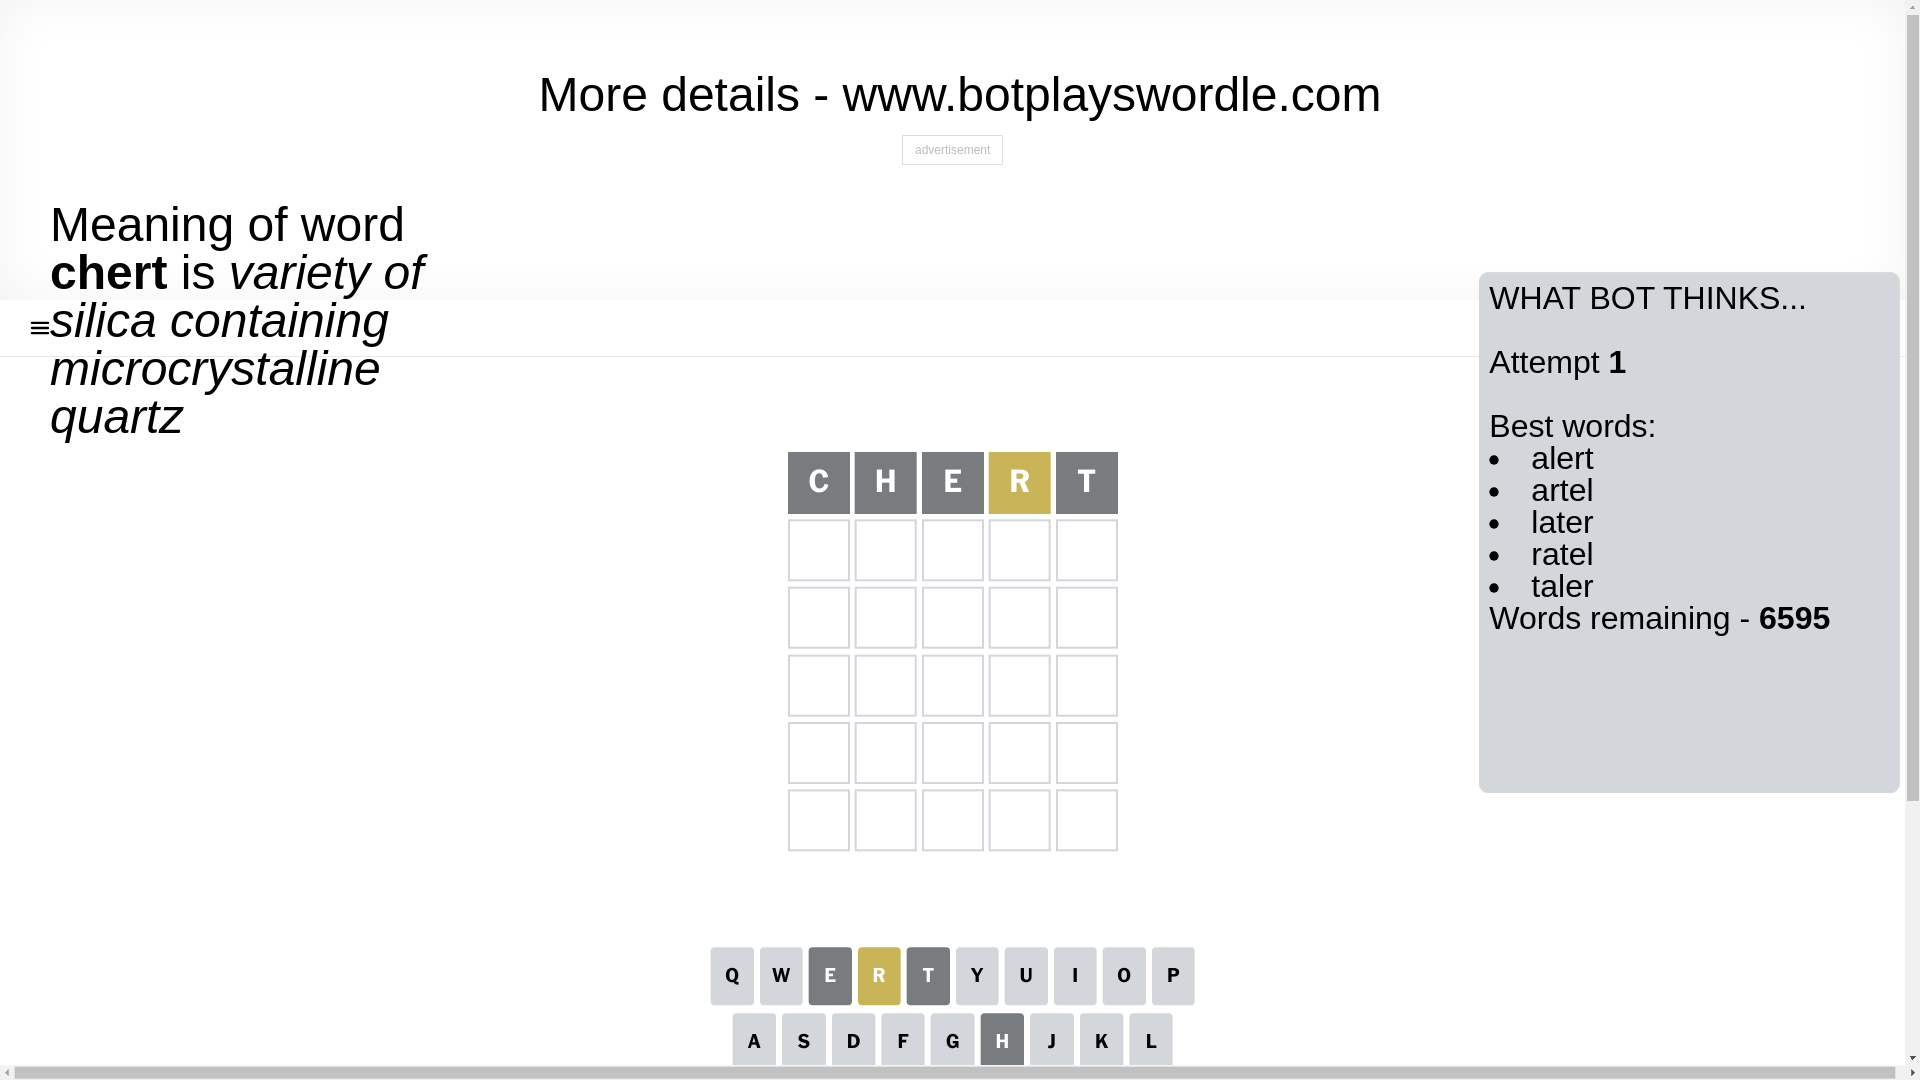 More details - www.botplayswordle.com
advertisement
Meaning of word
chert is variety of
silica containing
microcrystalline
quartz
WHAT BOT THINKS...
Attempt 1
Best words:
• alert
• artel
• later
• ratel
• taler
Words remaining - 6595
C H E R T
Q W E R T Y U I O P
A S D F G H J K L